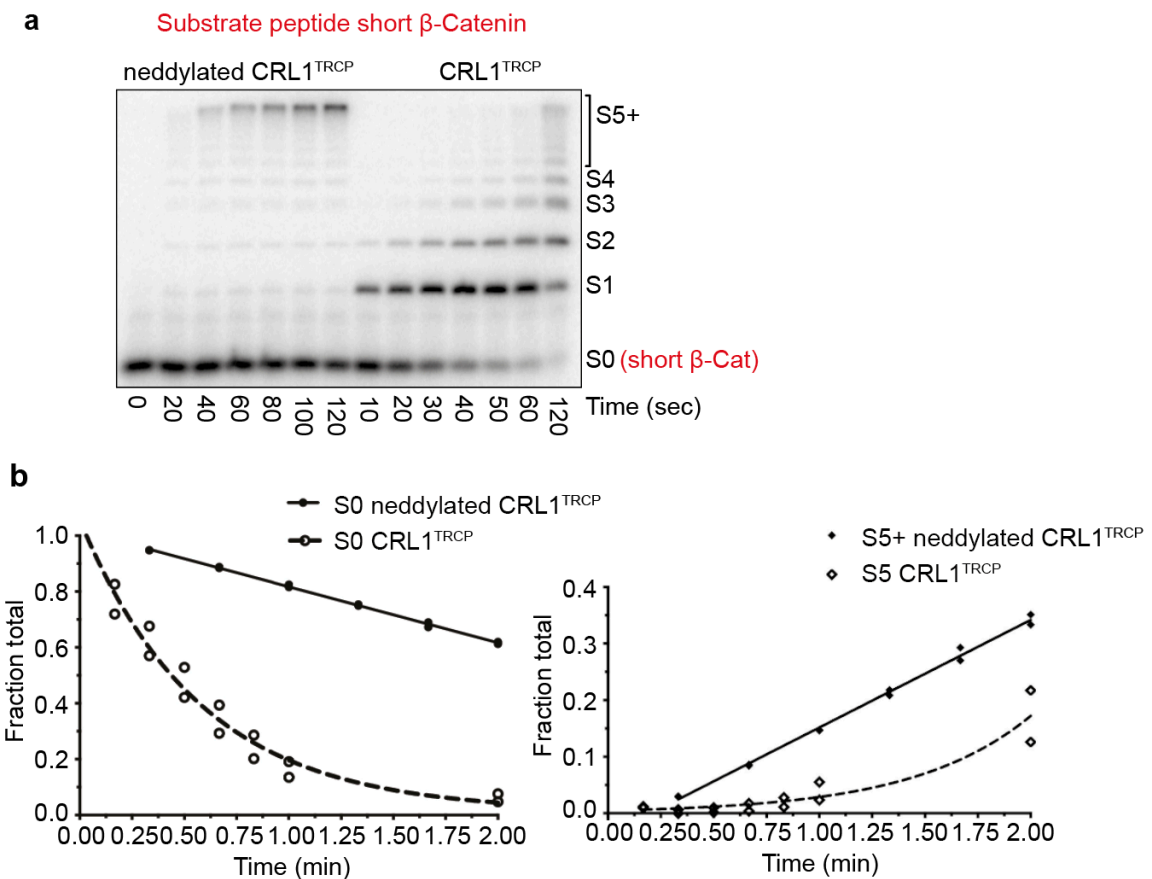 a
Substrate peptide short β-Catenin
neddylated CRL1TRCP CRL1TRCP
S5+
S4
S3
S2
S1
S0 (short β-Cat)
0 20 40 60 80 100 120 10 20 30 40 50 60 120 Time (sec)
b
S0 neddylated CRL1TRCP
S0 CRL1TRCP
Fraction total
1.0
0.8
0.6
0.4
0.2
0.0
0.00 0.25 0.50 0.75 1.00 1.25 1.50 1.75 2.00
Time (min)
S5+ neddylated CRL1TRCP
S5 CRL1TRCP
Fraction total
0.4
0.3
0.2
0.1
0.0
0.00 0.25 0.50 0.75 1.00 1.25 1.50 1.75 2.00
Time (min)